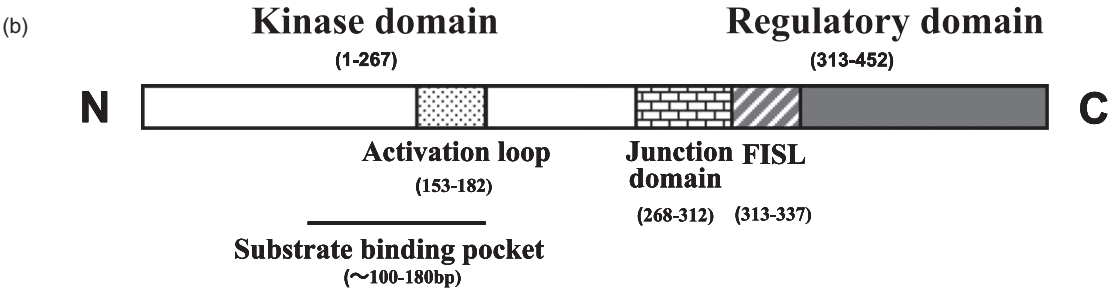 (b)
Kinase domain
(1-267)
Regulatory domain
(313-452)
N
C
Activation loop
(153-182)
Junction
domain
(268-312)
FISL
(313-337)
Substrate binding pocket
(～100-180bp)